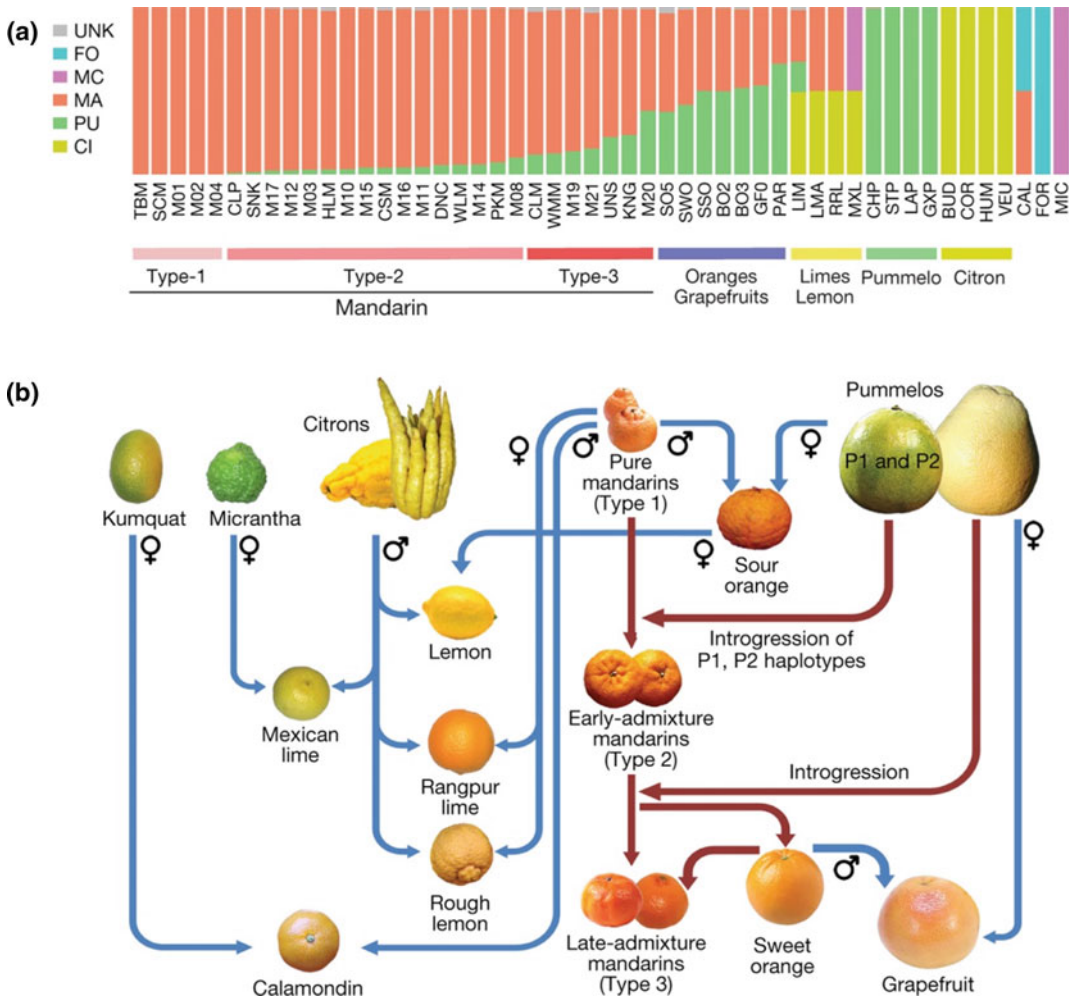 (a)
UNK
FO
MC
MA
PU
CI
TBM
SCM
M01
M02
M04
CLP
SNK
M17
M12
M03
HLM
M10
M15
CSM
M16
M11
DNC
WLM
M14
PKM
M08
CLM
WMM
M19
M21
UNS
KNG
M20
SO5
SWO
SSO
BO2
BO3
GF0
PAR
LIM
LMA
RRL
MXL
CHP
STP
LAP
GXP
BUD
COR
HUM
VEU
CAL
FOR
MIC
Type-1
Type-2
Type-3
Mandarin
Oranges
Grapefruits
Limes
Lemon
Pummelo
Citron
(b)
Citrons
Pummelos
♀
♂
♂
♀
P1 and P2
Pure
mandarins
(Type 1)
Kumquat
Micrantha
♀
♀
♂
♀
♀
Sour
orange
Lemon
Introgression of
P1, P2 haplotypes
Mexican
lime
Early-admixture
mandarins
(Type 2)
Rangpur
lime
Introgression
♂
Rough
lemon
Calamondin
Late-admixture
mandarins
(Type 3)
Sweet
orange
Grapefruit